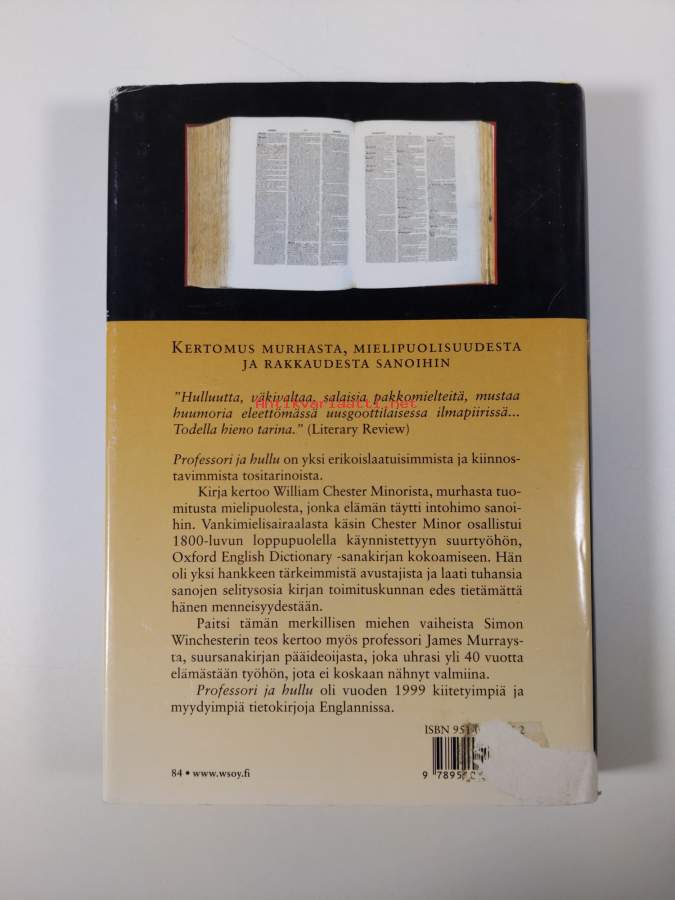 KERTOMUS MURHASTA, MIELIPUOLISUUDESTA
JA RAKKAUDESTA SANOIHIN
"Hulluutta, väkivaltaa, salaisia pakkomielteitä, mustaa
Antikvariaatti.net
huumoria eleettömässä uusgoottilaisessa ilmapiirissä...
Todella hieno tarina." (Literary Review)
Professori ja hullu on yksi erikoislaatuisimmista ja kiinnos-
tavimmista tositarinoista.
Kirja kertoo William Chester Minorista, murhasta tuo-
mitusta mielipuolesta, jonka elämän täytti intohimo sanoi-
hin. Vankimielisairaalasta käsin Chester Minor osallistui
1800-luvun loppupuolella käynnistettyyn suurtyöhön,
Oxford English Dictionary -sanakirjan kokoamiseen. Hän
oli yksi hankkeen tärkeimmistä avustajista ja laati tuhansia
sanojen selitysosia kirjan toimituskunnan edes tietämättä
hänen menneisyydestään.
Paitsi tämän merkillisen miehen vaiheista Simon
Winchesterin teos kertoo myös professori James Murrays-
ta, suursanakirjan pääideoijasta, joka uhrasi yli 40 vuotta
elämästään työhön, jota ei koskaan nähnyt valmiina.
Professori ja hullu oli vuoden 1999 kiitetyimpiä ja
myydyimpiä tietokirjoja Englannissa.
ISBN 951-
84 • www.wsoy.fi